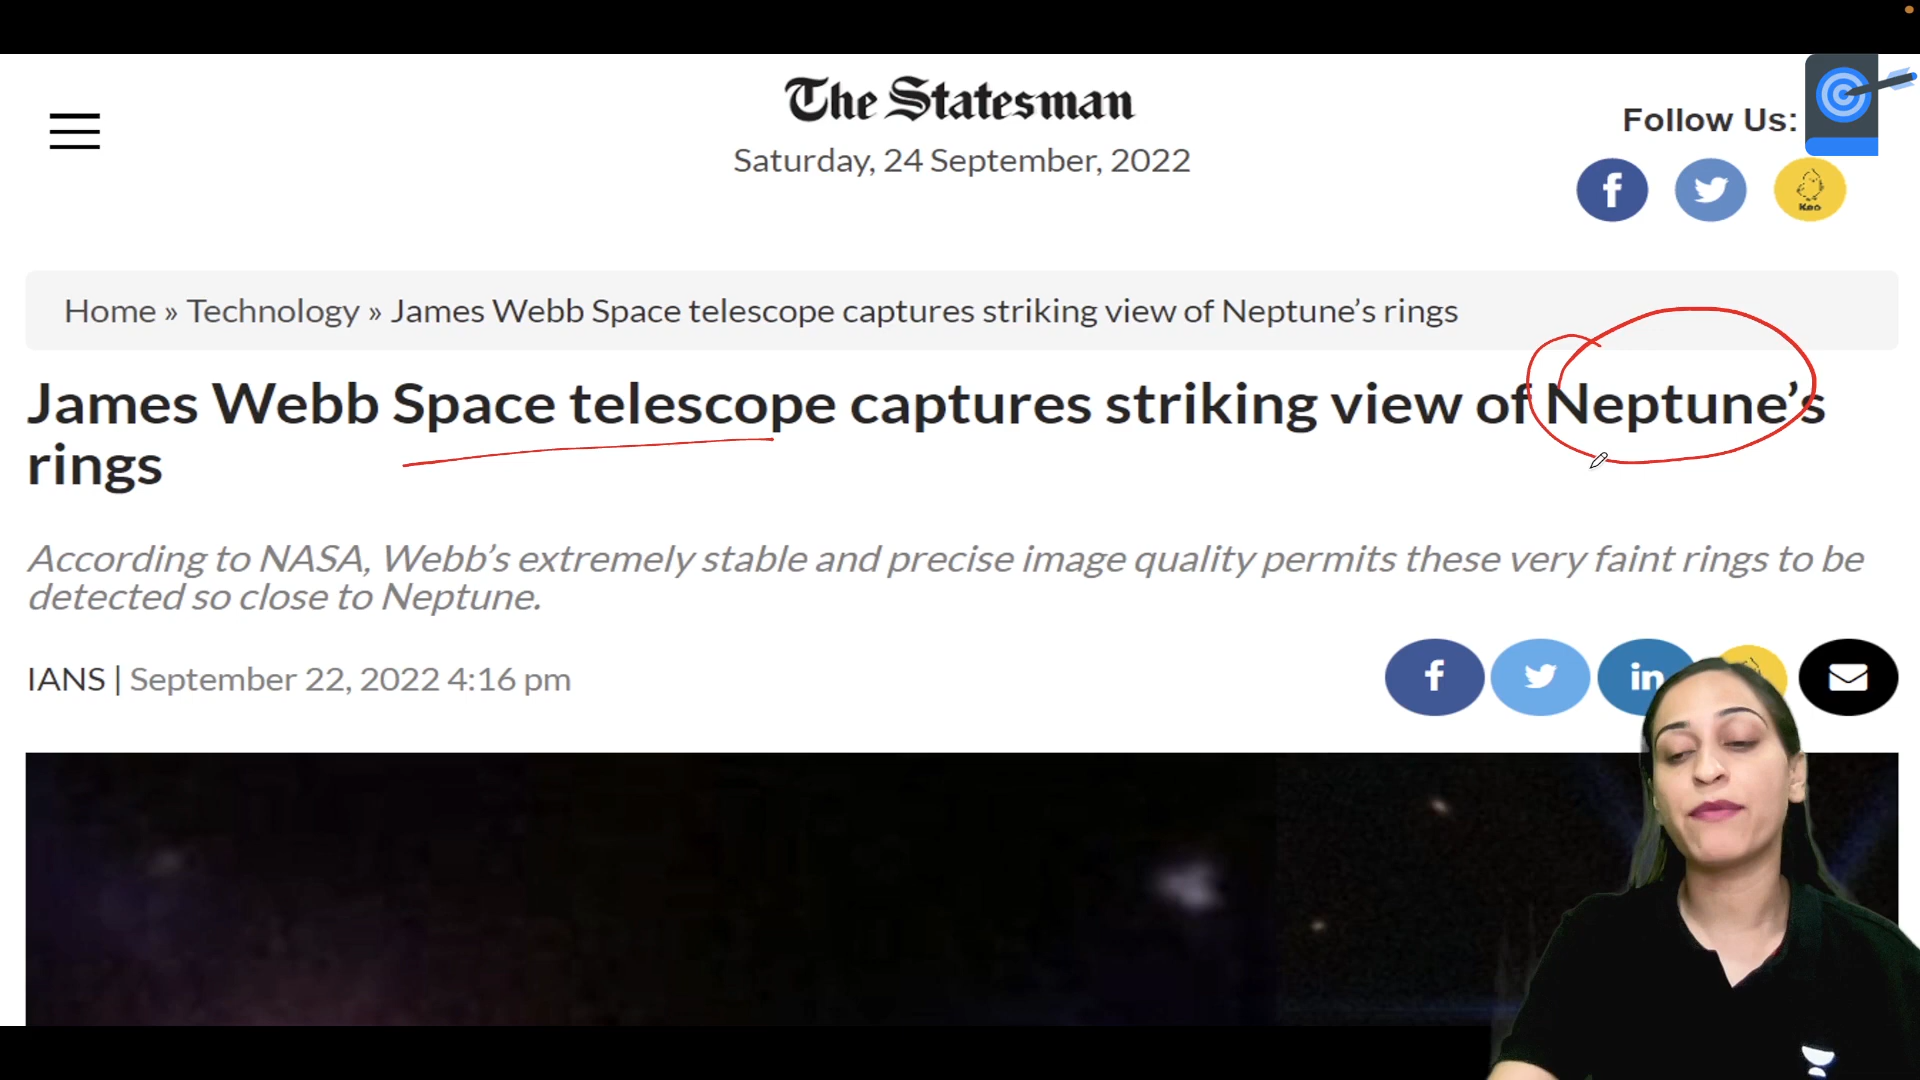 The Statesman
Saturday, 24 September, 2022
Follow Us:
Koo
Home » Technology » James Webb Space telescope captures striking view of Neptune’s rings
James Webb Space telescope captures striking view of Neptune’s
rings
According to NASA, Webb’s extremely stable and precise image quality permits these very faint rings to be
detected so close to Neptune.
IANS | September 22, 2022 4:16 pm
f
f
in